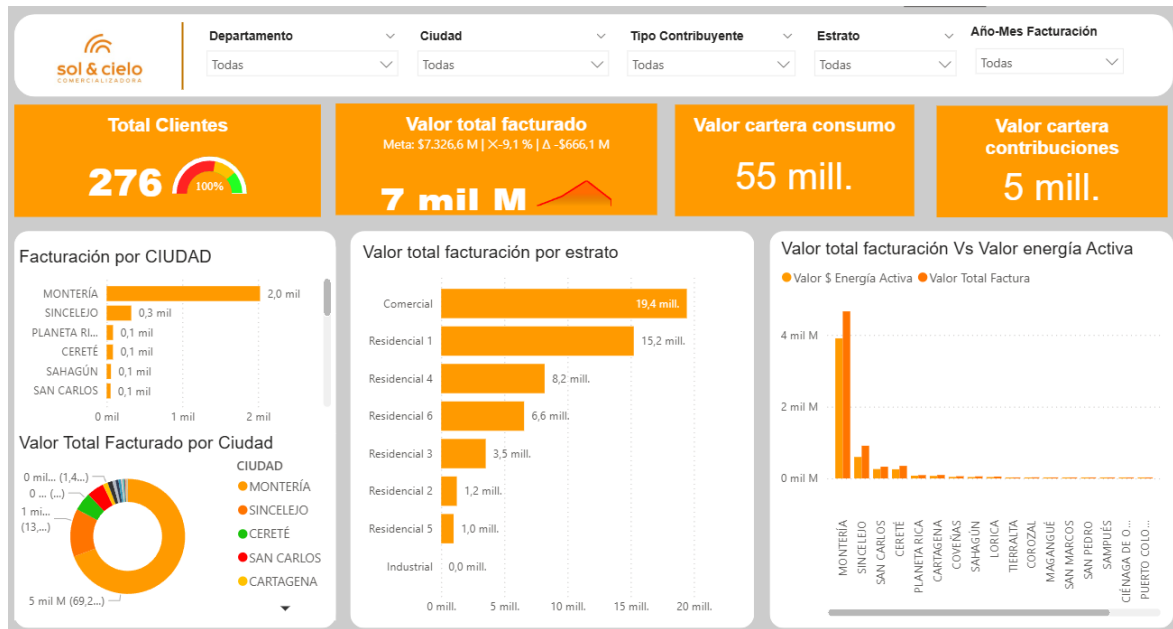 sol & cielo
COMERCIALIZADORA
Departamento
Todas
Ciudad
Todas
Tipo Contribuyente
Todas
Estrato
Todas
Año-Mes Facturación
Todas
Total Clientes
276
100%
Valor total facturado
Meta: $7.326,6 M | ✕-9,1 % | Δ -$666,1 M
7 mil M
Valor cartera consumo
55 mill.
Valor cartera
contribuciones
5 mill.
Facturación por CIUDAD
MONTERÍA 2,0 mil
SINCELEJO 0,3 mil
PLANETA RI... 0,1 mil
CERETÉ 0,1 mil
SAHAGÚN 0,1 mil
SAN CARLOS 0,1 mil
0 mil 1 mil 2 mil
Valor Total Facturado por Ciudad
0 mil... (1,4...)
0 ... (...)
1 mi...
(13,...)
5 mil M (69,2...)
CIUDAD
MONTERÍA
SINCELEJO
CERETÉ
SAN CARLOS
CARTAGENA
Valor total facturación por estrato
Comercial 19,4 mill.
Residencial 1 15,2 mill.
Residencial 4 8,2 mill.
Residencial 6 6,6 mill.
Residencial 3 3,5 mill.
Residencial 2 1,2 mill.
Residencial 5 1,0 mill.
Industrial 0,0 mill.
0 mill. 5 mill. 10 mill. 15 mill. 20 mill.
Valor total facturación Vs Valor energía Activa
Valor $ Energía Activa Valor Total Factura
4 mil M
2 mil M
0 mil M
MONTERÍA
SINCELEJO
SAN CARLOS
CERETÉ
PLANETA RICA
CARTAGENA
COVEÑAS
SAHAGÚN
LORICA
TIERRALTA
COROZAL
MAGANGUÉ
SAN MARCOS
SAN PEDRO
SAMPUÉS
CIÉNAGA DE O...
PUERTO COLO...